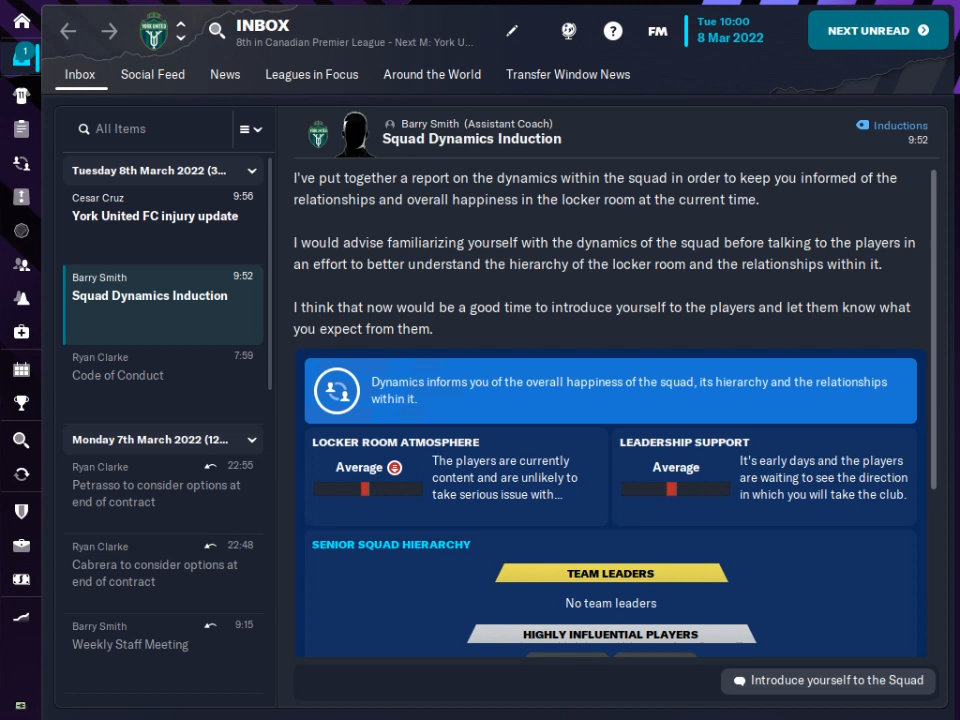 1
11
YORK UNITED
INBOX
8th in Canadian Premier League - Next M: York U...
?
FM
Tue 10:00
8 Mar 2022
NEXT UNREAD
Inbox
Social Feed
News
Leagues in Focus
Around the World
Transfer Window News
All Items
Tuesday 8th March 2022 (3...
Cesar Cruz
9:56
York United FC injury update
Barry Smith
9:52
Squad Dynamics Induction
Ryan Clarke
7:59
Code of Conduct
Monday 7th March 2022 (12...
Ryan Clarke
22:55
Petrasso to consider options at
end of contract
Ryan Clarke
22:48
Cabrera to consider options at
end of contract
Barry Smith
9:15
Weekly Staff Meeting
Barry Smith (Assistant Coach)
Squad Dynamics Induction
Inductions
9:52
I've put together a report on the dynamics within the squad in order to keep you informed of the
relationships and overall happiness in the locker room at the current time.
I would advise familiarizing yourself with the dynamics of the squad before talking to the players in
an effort to better understand the hierarchy of the locker room and the relationships within it.
I think that now would be a good time to introduce yourself to the players and let them know what
you expect from them.
Dynamics informs you of the overall happiness of the squad, its hierarchy and the relationships
within it.
LOCKER ROOM ATMOSPHERE
Average
The players are currently
content and are unlikely to
take serious issue with...
LEADERSHIP SUPPORT
Average
It's early days and the players
are waiting to see the direction
in which you will take the club.
SENIOR SQUAD HIERARCHY
TEAM LEADERS
No team leaders
HIGHLY INFLUENTIAL PLAYERS
Introduce yourself to the Squad